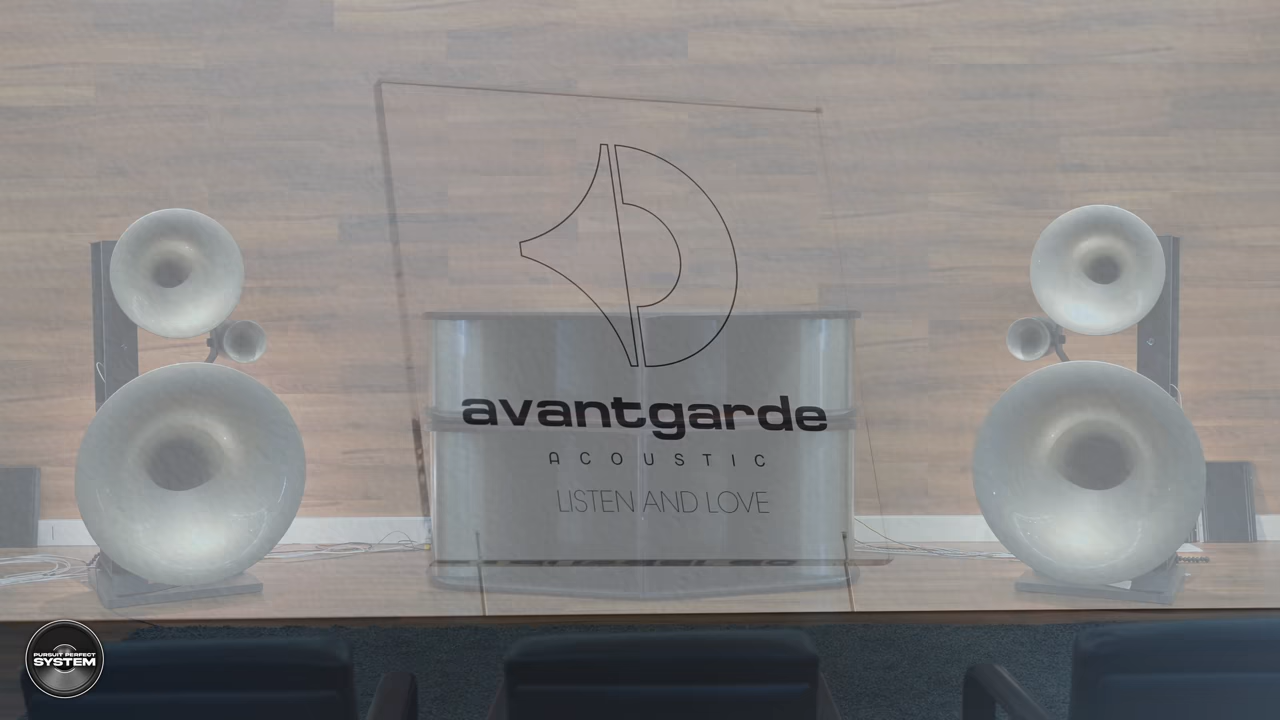 avantgarde
ACOUSTIC
LISTEN AND LOVE
PURSUIT PERFECT
SYSTEM